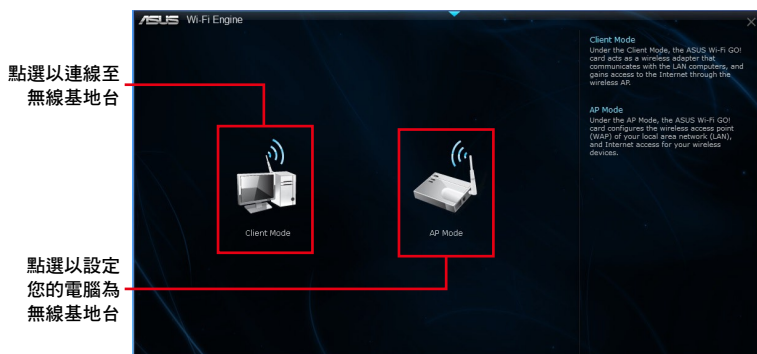 ASUS Wi-Fi Engine
點選以連線至
無線基地台
Client Mode
AP Mode
點選以設定
您的電腦為
無線基地台
Client Mode
Under the Client Mode, the ASUS Wi-Fi GO!
card acts as a wireless adapter that
communicates with the LAN computers, and
gains access to the Internet through the
wireless AP.
AP Mode
Under the AP Mode, the ASUS Wi-Fi GO!
card configures the wireless access point
(WAP) of your local area network (LAN),
and Internet access for your wireless
devices.